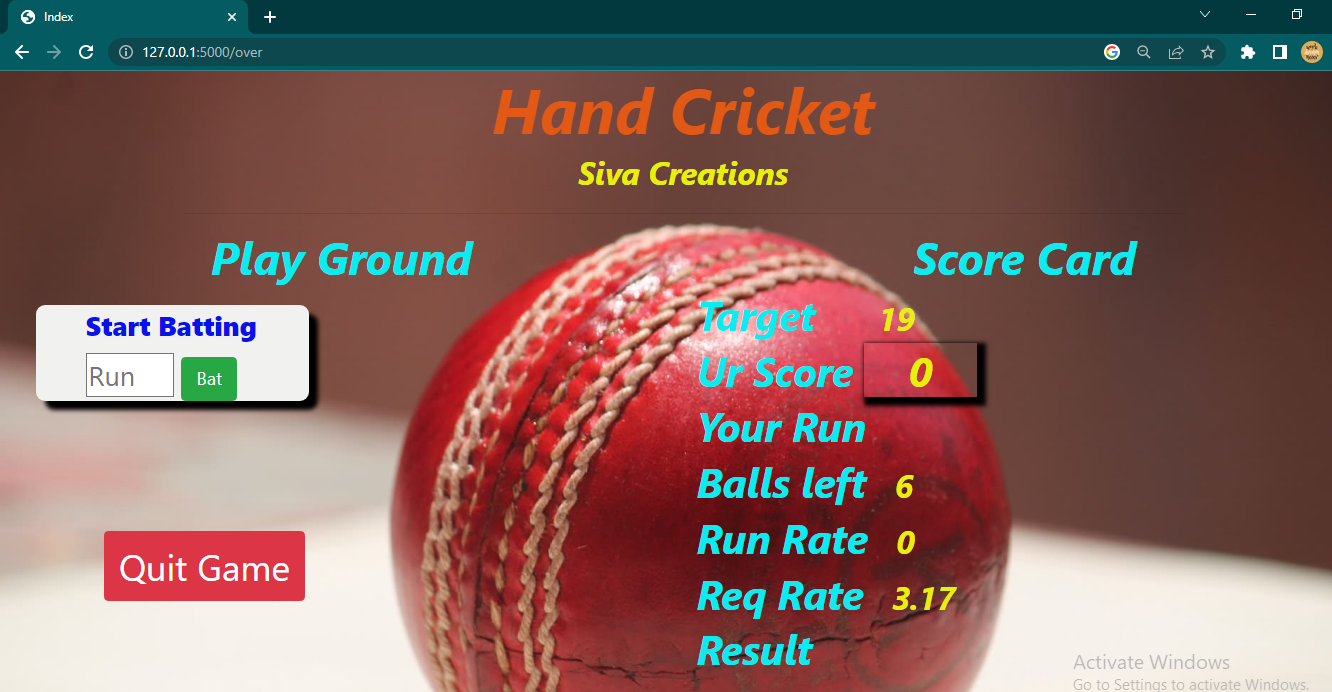 Index
127.0.0.1:5000/over
Hand Cricket
Siva Creations
Play Ground
Score Card
Start Batting
Run Bat
Quit Game
Target 19
Ur Score 0
Your Run
Balls left 6
Run Rate 0
Req Rate 3.17
Result
Activate Windows
Go to Settings to activate Windows.